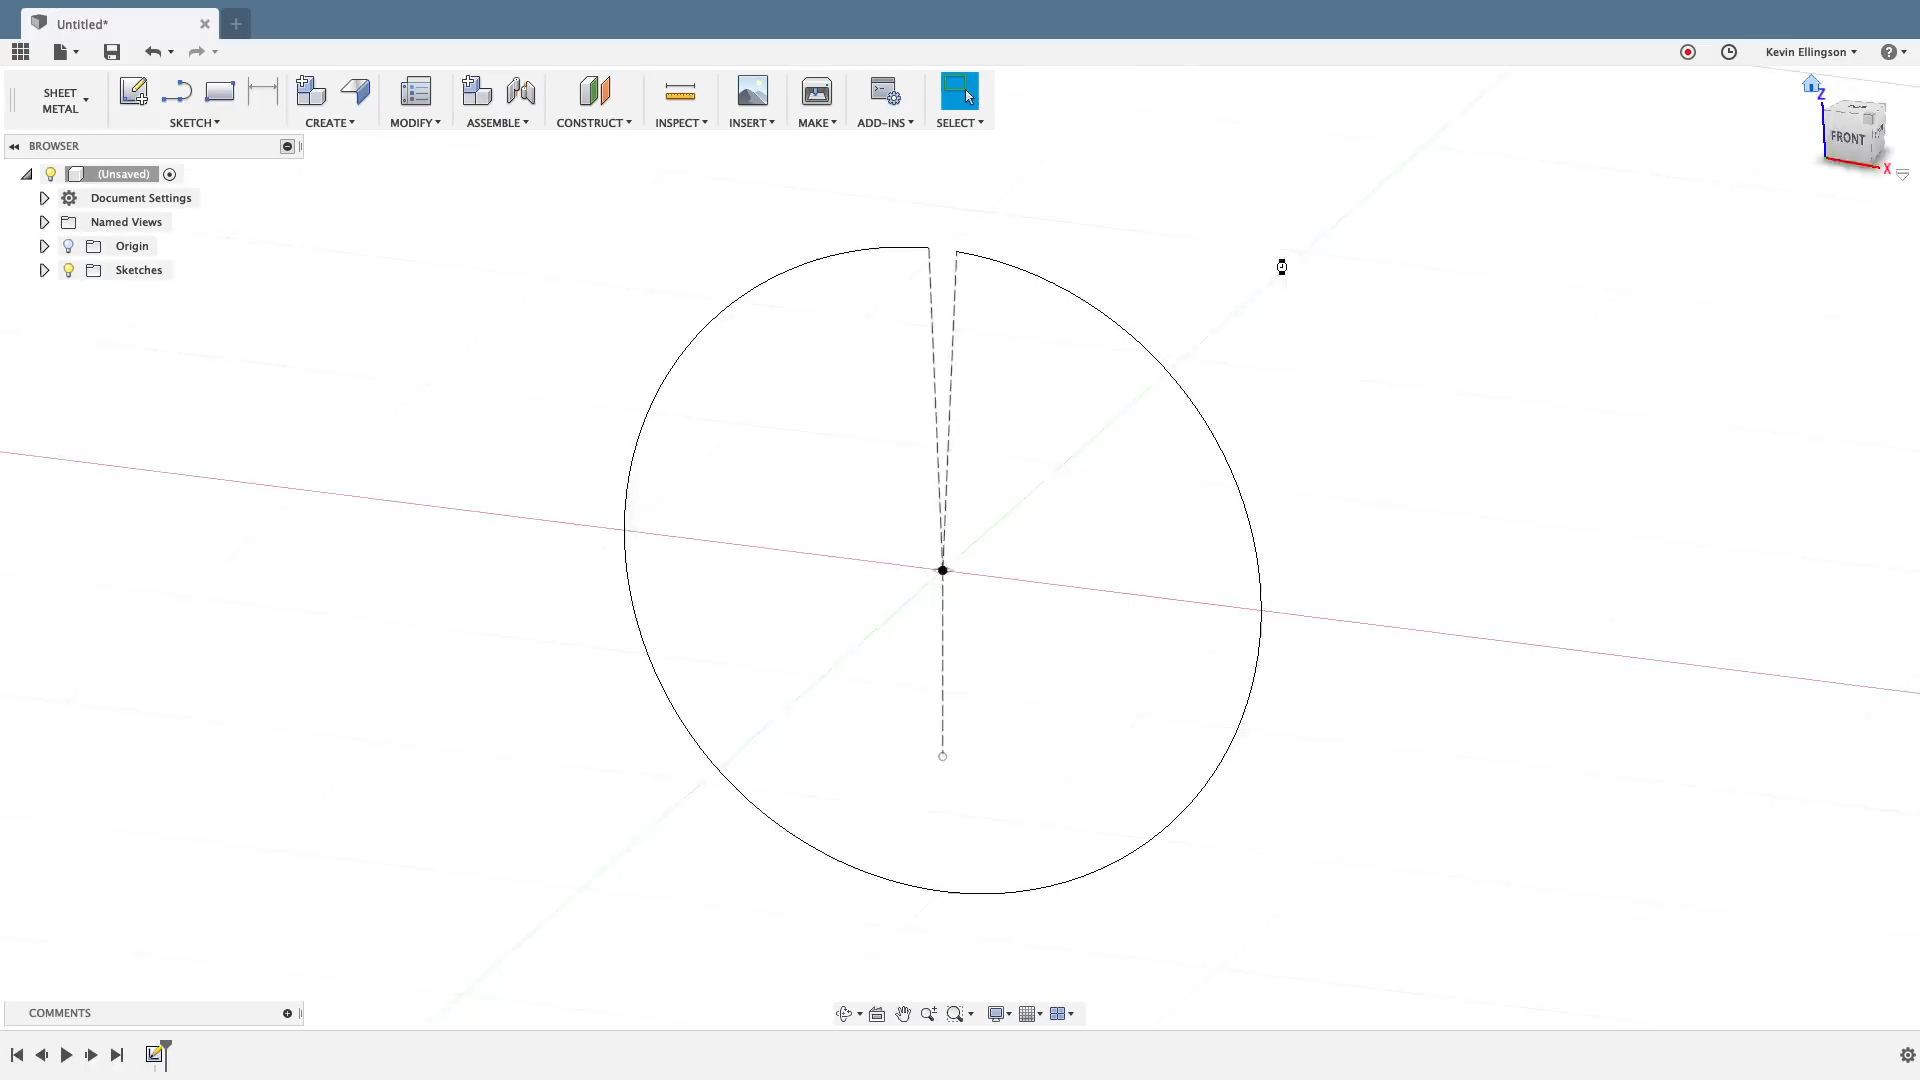 Untitled*
Kevin Ellingson
SHEET
METAL
SKETCH
CREATE
MODIFY
ASSEMBLE
CONSTRUCT
INSPECT
INSERT
MAKE
ADD-INS
SELECT
Z
FRONT
X
BROWSER
(Unsaved)
Document Settings
Named Views
Origin
Sketches
COMMENTS